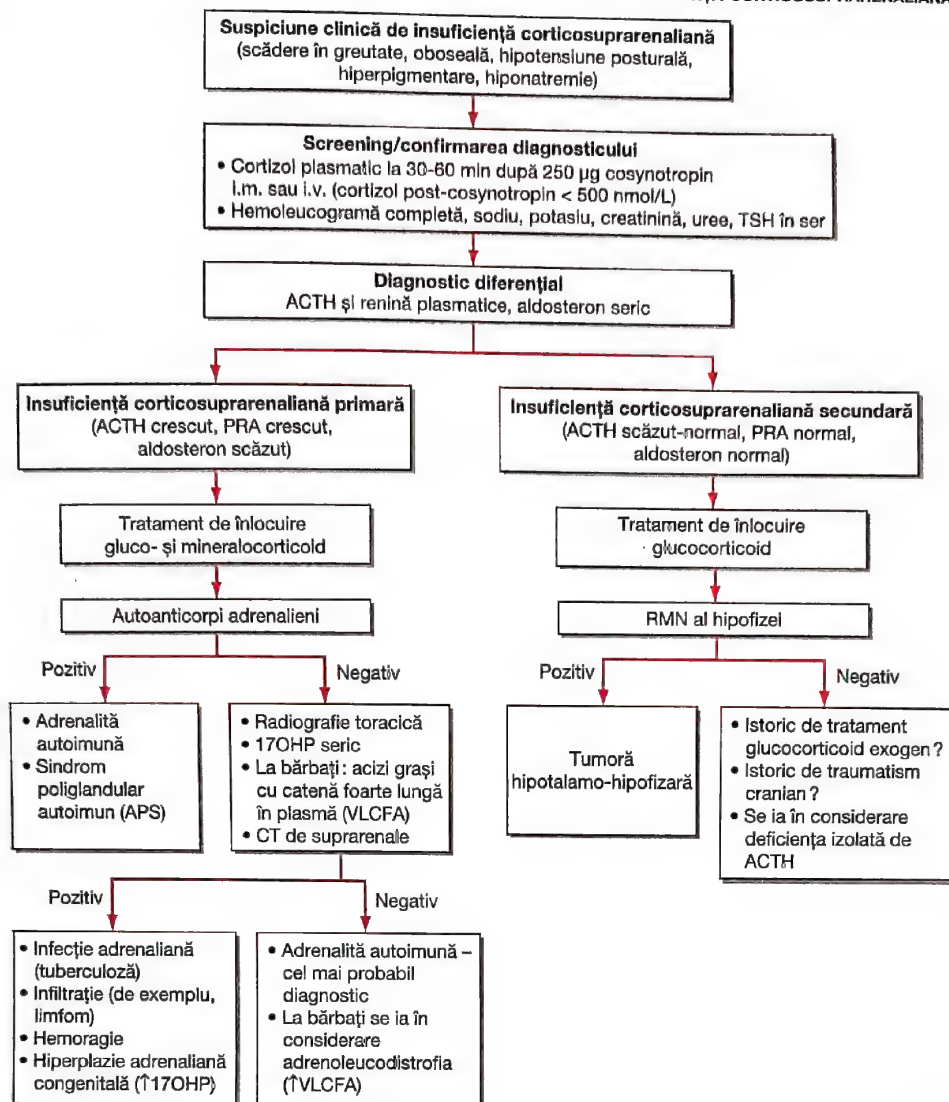 Suspiciune clinică de insuficiență corticosuprarenaliană
(scădere în greutate, oboseală, hipotensiune posturală,
hiperpigmentare, hiponatremie)
Screening/confirmarea diagnosticului
• Cortizol plasmatic la 30-60 min după 250 µg cosynotropin
i.m. sau i.v. (cortizol post-cosynotropin < 500 nmol/L)
• Hemoleucogramă completă, sodiu, potasiu, creatinină, uree, TSH în ser
Diagnostic diferențial
ACTH și renină plasmatice, aldosteron seric
Insuficiență corticosuprarenaliană primară
(ACTH crescut, PRA crescut,
aldosteron scăzut)
Insuficiență corticosuprarenaliană secundară
(ACTH scăzut-normal, PRA normal,
aldosteron normal)
Tratament de înlocuire
gluco- și mineralocorticoid
Tratament de înlocuire
glucocorticoid
Autoanticorpi adrenalieni
RMN al hipofizei
Pozitiv
Negativ
Pozitiv
Negativ
• Adrenalită
autoimună
• Sindrom
poliglandular
autoimun (APS)
• Radiografie toracică
• 17OHP seric
• La bărbați : acizi grași
cu catenă foarte lungă
în plasmă (VLCFA)
• CT de suprarenale
Tumoră
hipotalamo-hipofizară
• Istoric de tratament
glucocorticoid exogen ?
• Istoric de traumatism
cranian ?
• Se ia în considerare
deficiența izolată de
ACTH
Pozitiv
Negativ
• Infecție adrenaliană
(tuberculoză)
• Infiltrație (de exemplu,
limfom)
• Hemoragie
• Hiperplazie adrenaliană
congenitală (↑17OHP)
• Adrenalită autoimună –
cel mai probabil
diagnostic
• La bărbați se ia în
considerare
adrenoleucodistrofia
(↑VLCFA)